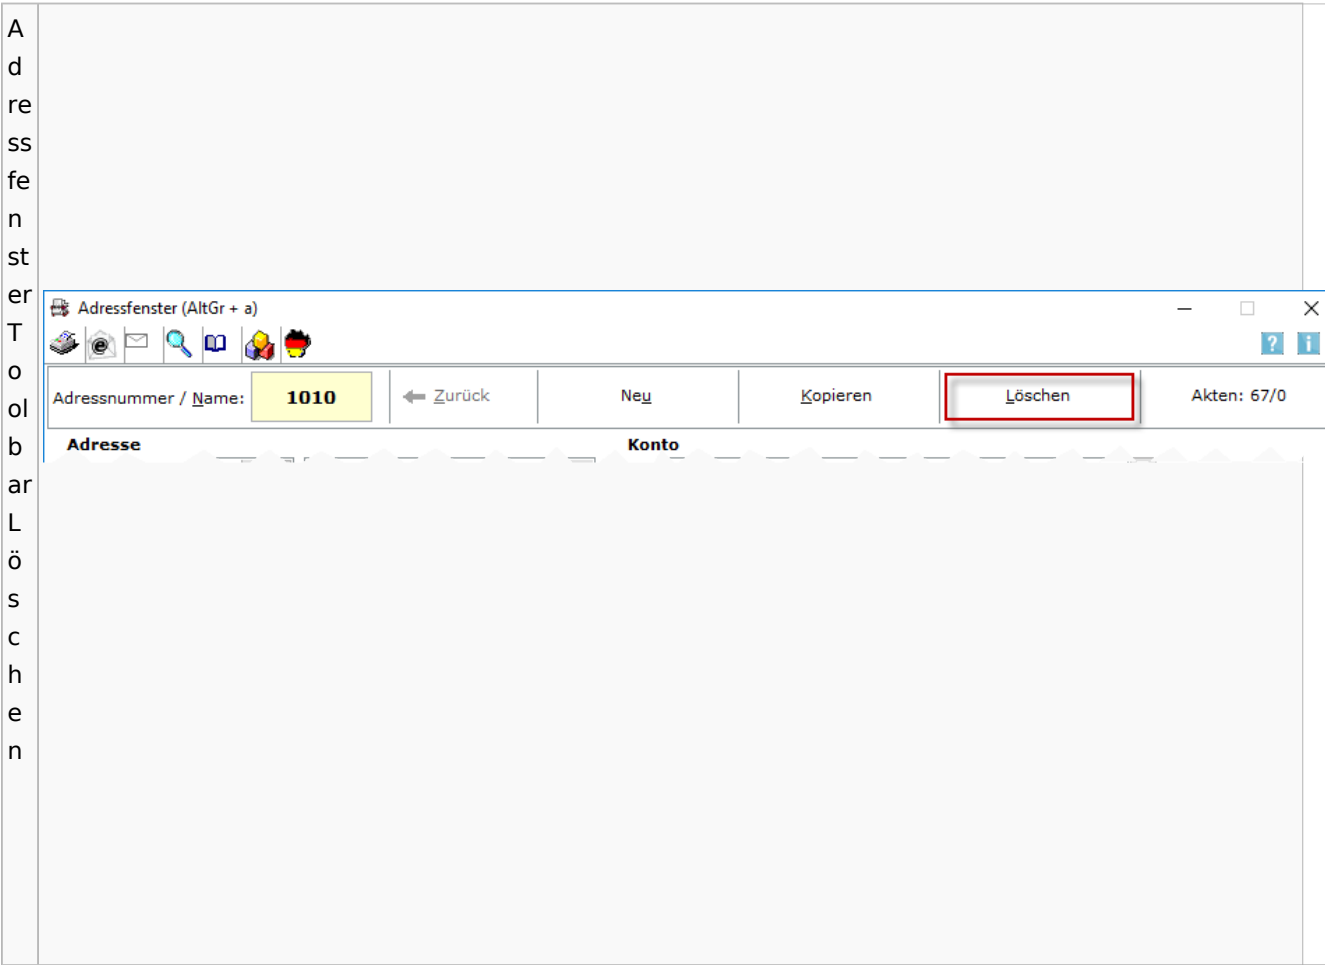 A
d
re
ss
fe
n
st
er
T
o
ol
b
ar
L
ö
s
c
h
e
n
Adressfenster (AltGr + a)
Adressnummer / Name: 1010 Zurück Neu Kopieren Löschen Akten: 67/0
Adresse Konto